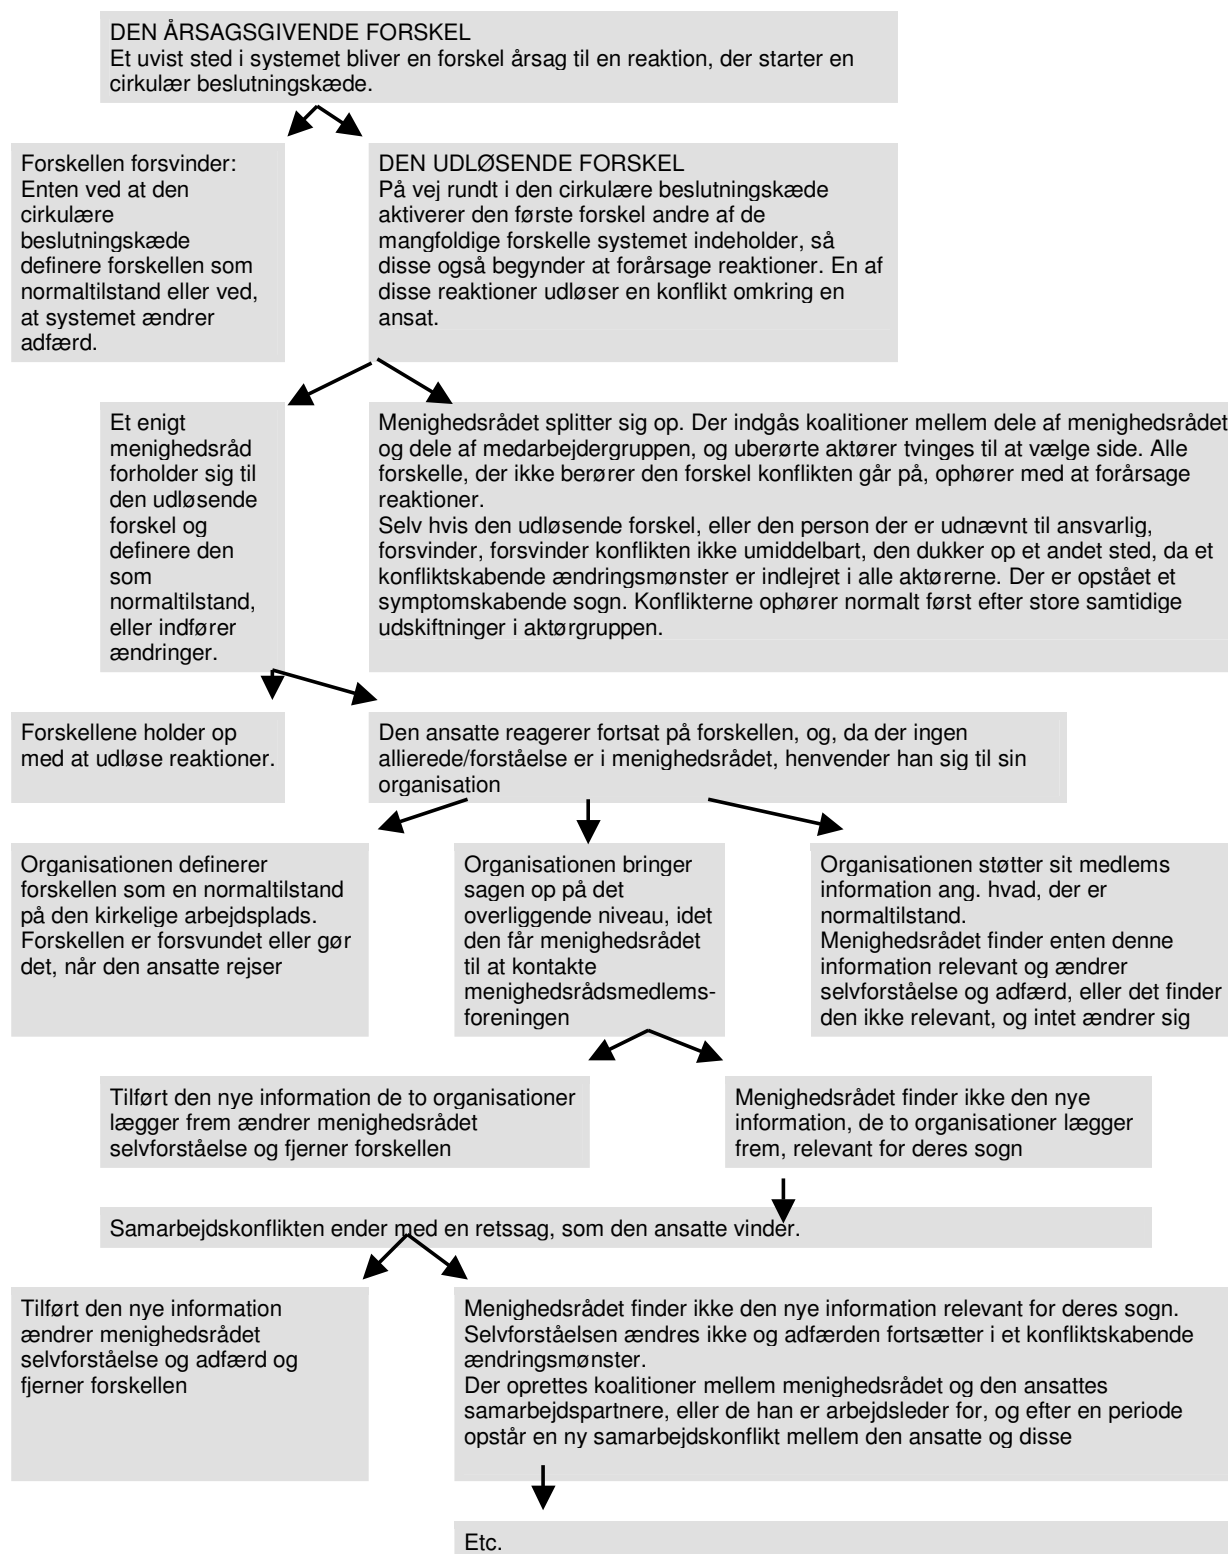 DEN ÅRSAGSGIVENDE FORSKEL
Et uvist sted i systemet bliver en forskel årsag til en reaktion, der starter en
cirkulær beslutningskæde.
Forskellen forsvinder:
Enten ved at den
cirkulære
beslutningskæde
definere forskellen som
normaltilstand eller ved,
at systemet ændrer
adfærd.
DEN UDLØSENDE FORSKEL
På vej rundt i den cirkulære beslutningskæde
aktiverer den første forskel andre af de
mangfoldige forskelle systemet indeholder, så
disse også begynder at forårsage reaktioner. En af
disse reaktioner udløser en konflikt omkring en
ansat.
Et enigt
menighedsråd
forholder sig til
den udløsende
forskel og
definere den
som
normaltilstand,
eller indfører
ændringer.
Menighedsrådet splitter sig op. Der indgås koalitioner mellem dele af menighedsrådet
og dele af medarbejdergruppen, og uberørte aktører tvinges til at vælge side. Alle
forskelle, der ikke berører den forskel konflikten går på, ophører med at forårsage
reaktioner.
Selv hvis den udløsende forskel, eller den person der er udnævnt til ansvarlig,
forsvinder, forsvinder konflikten ikke umiddelbart, den dukker op et andet sted, da et
konfliktskabende ændringsmønster er indlejret i alle aktørerne. Der er opstået et
symptomskabende sogn. Konflikterne ophører normalt først efter store samtidige
udskiftninger i aktørgruppen.
Forskellene holder op
med at udløse reaktioner.
Den ansatte reagerer fortsat på forskellen, og, da der ingen
allierede/forståelse er i menighedsrådet, henvender han sig til sin
organisation
Organisationen definerer
forskellen som en normaltilstand
på den kirkelige arbejdsplads.
Forskellen er forsvundet eller gør
det, når den ansatte rejser
Organisationen bringer
sagen op på det
overliggende niveau, idet
den får menighedsrådet
til at kontakte
menighedsrådsmedlems-
foreningen
Organisationen støtter sit medlems
information ang. hvad, der er
normaltilstand.
Menighedsrådet finder enten denne
information relevant og ændrer
selvforståelse og adfærd, eller det finder
den ikke relevant, og intet ændrer sig
Tilført den nye information de to organisationer
lægger frem ændrer menighedsrådet
selvforståelse og fjerner forskellen
Menighedsrådet finder ikke den nye
information, de to organisationer lægger
frem, relevant for deres sogn
Samarbejdskonflikten ender med en retssag, som den ansatte vinder.
Tilført den nye information
ændrer menighedsrådet
selvforståelse og adfærd og
fjerner forskellen
Menighedsrådet finder ikke den nye information relevant for deres sogn.
Selvforståelsen ændres ikke og adfærden fortsætter i et konfliktskabende
ændringsmønster.
Der oprettes koalitioner mellem menighedsrådet og den ansattes
samarbejdspartnere, eller de han er arbejdsleder for, og efter en periode
opstår en ny samarbejdskonflikt mellem den ansatte og disse
Etc.